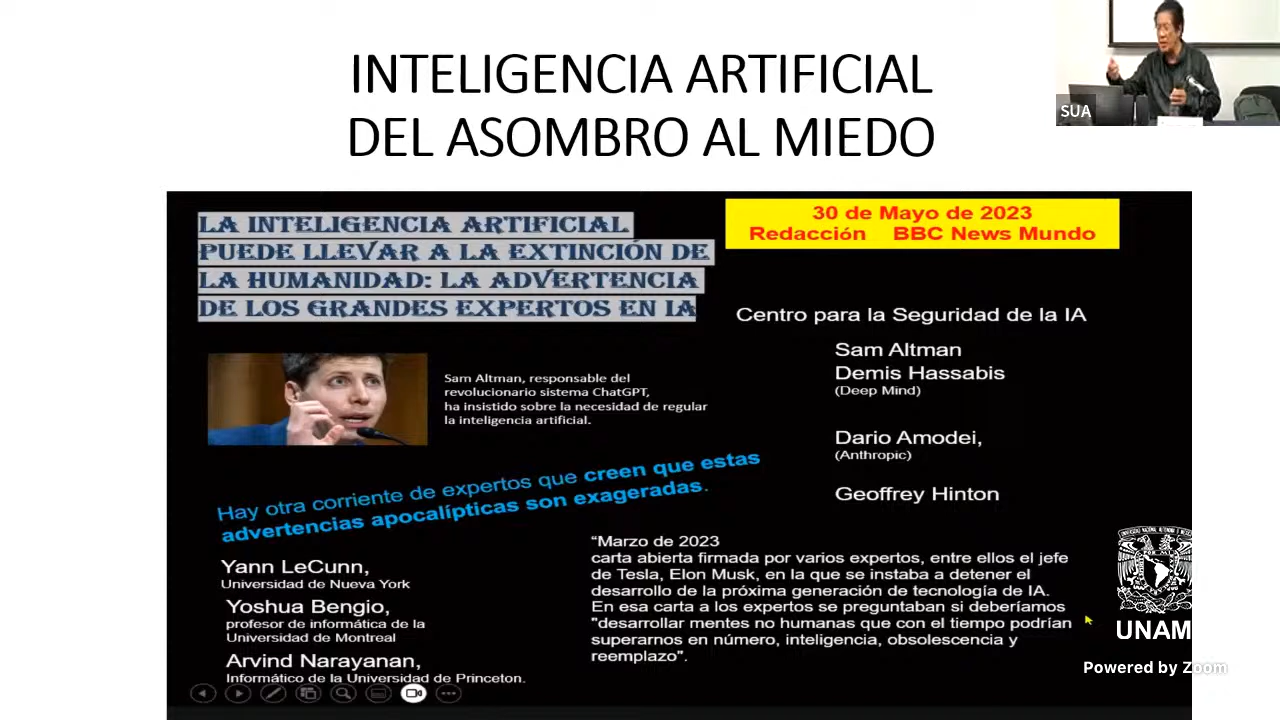 INTELIGENCIA ARTIFICIAL
DEL ASOMBRO AL MIEDO
SUA
LA INTELIGENCIA ARTIFICIAL
PUEDE LLEVAR A LA EXTINCIÓN DE
LA HUMANIDAD: LA ADVERTENCIA
DE LOS GRANDES EXPERTOS EN IA
30 de Mayo de 2023
Redacción BBC News Mundo
Centro para la Seguridad de la IA
Sam Altman
Demis Hassabis
(Deep Mind)
Dario Amodei,
(Anthropic)
Geoffrey Hinton
Sam Altman, responsable del
revolucionario sistema ChatGPT,
ha insistido sobre la necesidad de regular
la inteligencia artificial.
Hay otra corriente de expertos que creen que estas
advertencias apocalípticas son exageradas.
Yann LeCunn,
Universidad de Nueva York
Yoshua Bengio,
profesor de informática de la
Universidad de Montreal
Arvind Narayanan,
Informático de la Universidad de Princeton.
“Marzo de 2023
carta abierta firmada por varios expertos, entre ellos el jefe
de Tesla, Elon Musk, en la que se instaba a detener el
desarrollo de la próxima generación de tecnología de IA.
En esa carta a los expertos se preguntaban si deberíamos
"desarrollar mentes no humanas que con el tiempo podrían
superarnos en número, inteligencia, obsolescencia y
reemplazo".
UNAM
Powered by Zoom